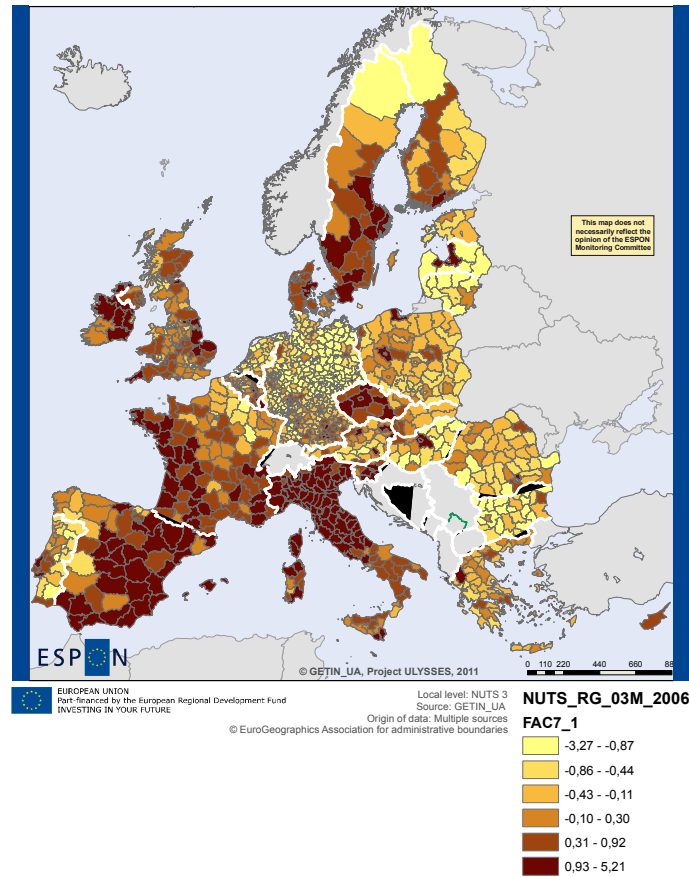 This map does not
necessarily reflect the
opinion of the ESPON
Monitoring Committee
ESPON
© GETIN_UA, Project ULYSSES, 2011
0 110 220 440 660 88
EUROPEAN UNION
Part-financed by the European Regional Development Fund
INVESTING IN YOUR FUTURE
Local level: NUTS 3
Source: GETIN_UA
Origin of data: Multiple sources
© EuroGeographics Association for administrative boundaries
NUTS_RG_03M_2006
FAC7_1
-3,27 - -0,87
-0,86 - -0,44
-0,43 - -0,11
-0,10 - 0,30
0,31 - 0,92
0,93 - 5,21